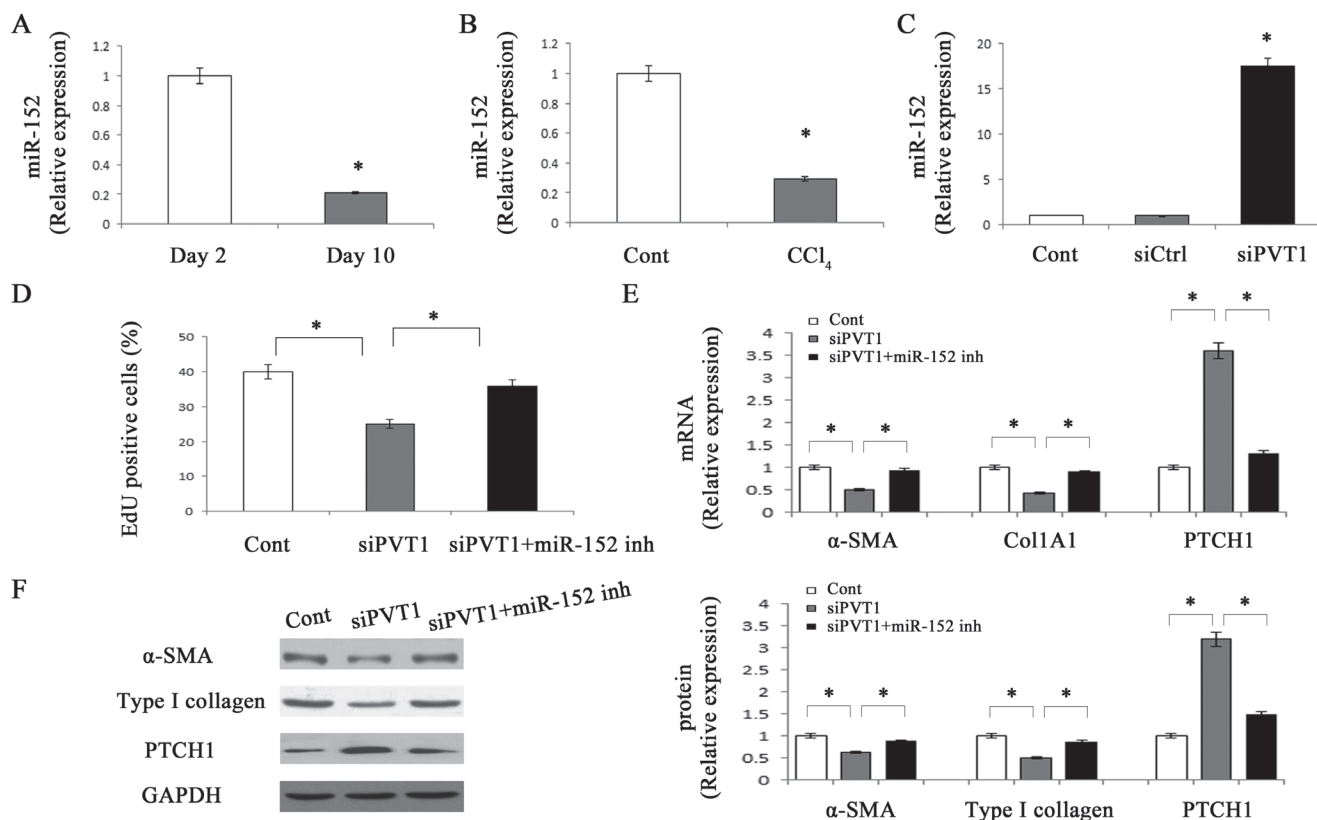 A
miR-152
(Relative expression)
1.2
1
0.8
0.6
0.4
0.2
0
*
Day 2
Day 10
B
miR-152
(Relative expression)
1.2
1
0.8
0.6
0.4
0.2
0
*
Cont
CCl4
C
miR-152
(Relative expression)
20
15
10
5
0
*
Cont
siCtrl
siPVT1
D
EdU positive cells (%)
50
40
30
20
10
0
*
*
Cont
siPVT1
siPVT1+miR-152 inh
E
mRNA
(Relative expression)
4
3.5
3
2.5
2
1.5
1
0.5
0
Cont
siPVT1
siPVT1+miR-152 inh
* *
* *
* *
α-SMA
Col1A1
PTCH1
F
Cont
siPVT1
siPVT1+miR-152 inh
α-SMA
Type I collagen
PTCH1
GAPDH
protein
(Relative expression)
4
3.5
3
2.5
2
1.5
1
0.5
0
Cont
siPVT1
siPVT1+miR-152 inh
* *
* *
* *
α-SMA
Type I collagen
PTCH1